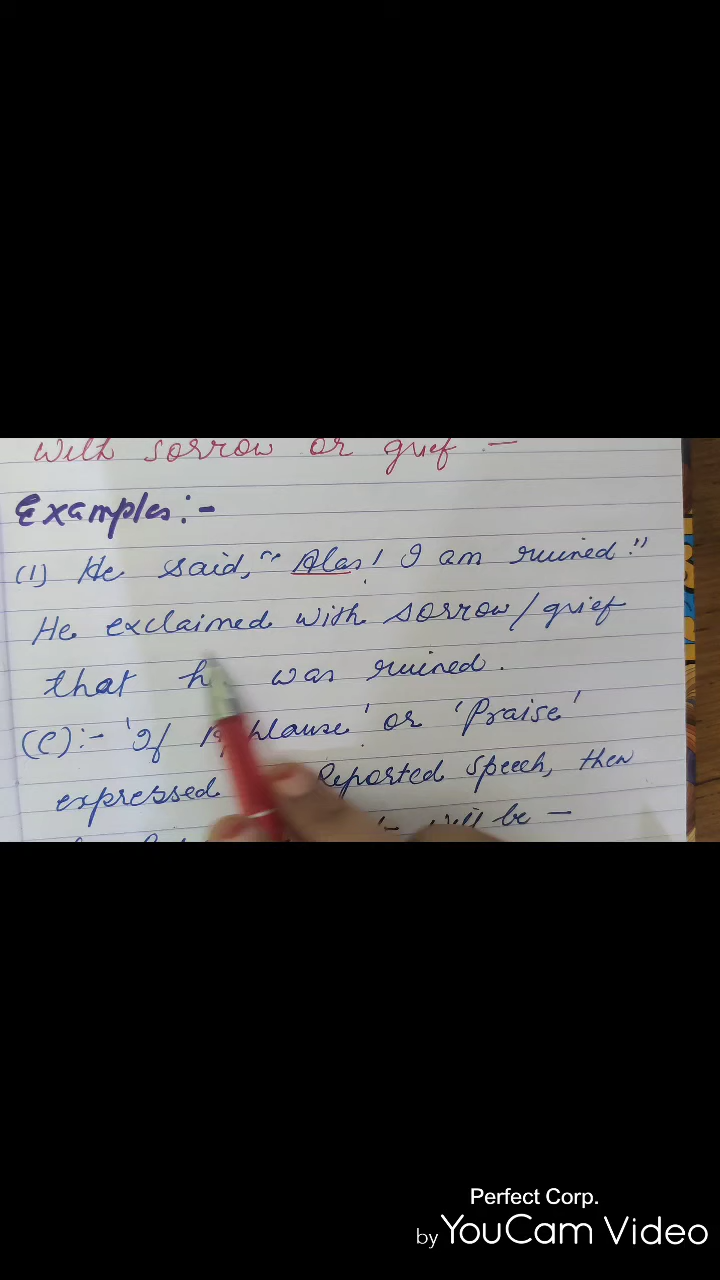 with sorrow or grief :-
Examples:-
(1) He said, "Alas! I am ruined."
He exclaimed with sorrow/grief
that was ruined.
(C):- 'If or 'Praise'
expressed Reported speech, then
will be -
Perfect Corp.
by YouCam Video